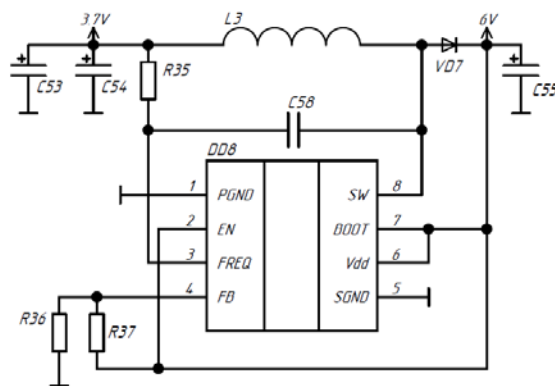 3.7V L3 6V
C53 C54 R35 VD7 C55
C58
DD8
1 PGND SW 8
2 EN BOOT 7
3 FREQ Vdd 6
4 FB SGND 5
R36 R37